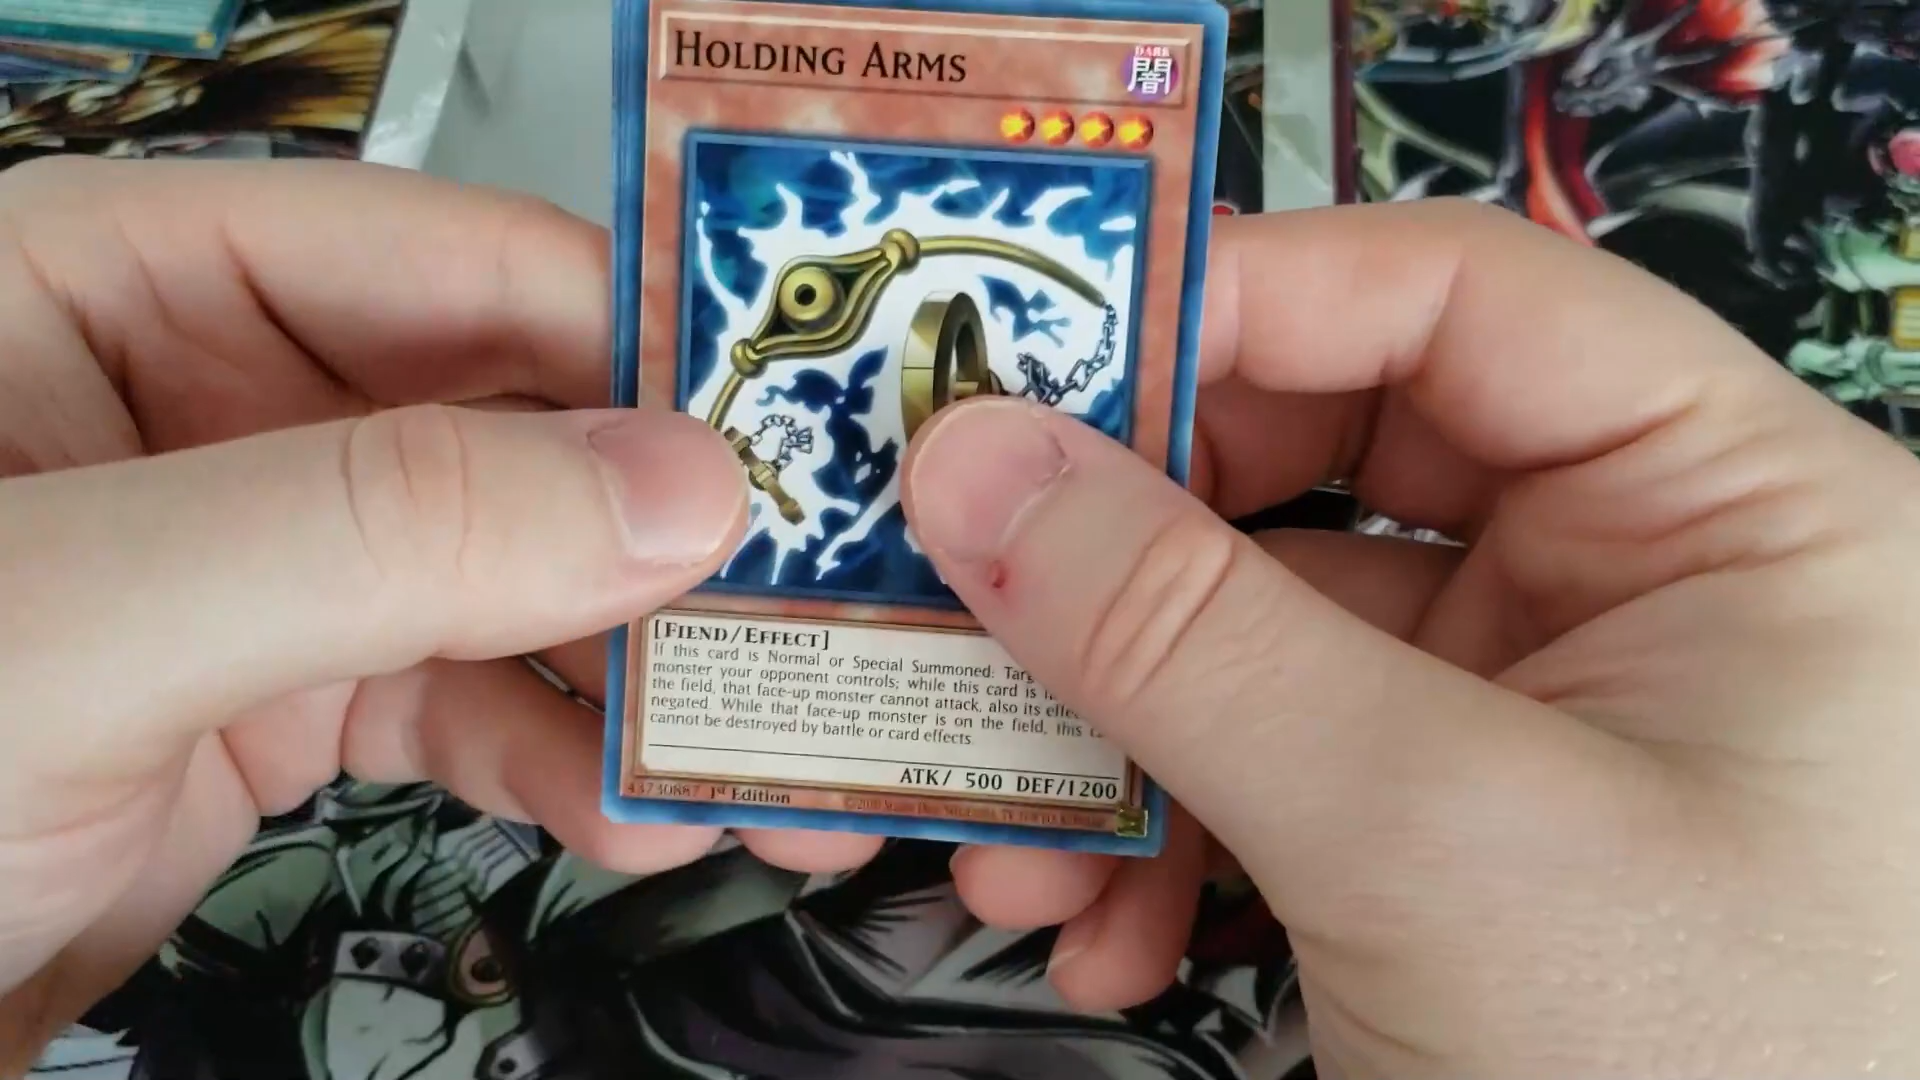 HOLDING ARMS
DARK
闇
[FIEND/EFFECT]
If this card is Normal or Special Summoned: 
monster your opponent controls; while this card is
the field, that face-up monster cannot attack, also its
negated. While that face-up monster is on the field, this
cannot be destroyed by battle or card effects.
ATK/ 500 DEF/1200
43730887 1st Edition